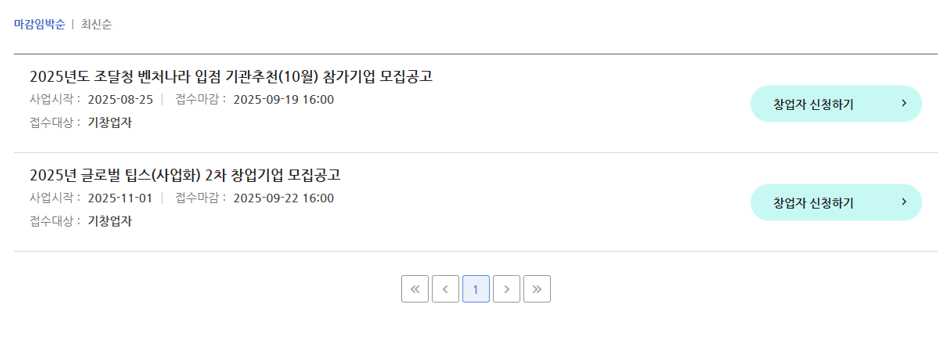 마감임박순 | 최신순
2025년도 조달청 벤처나라 입점 기관추천(10월) 참가기업 모집공고
사업시작 : 2025-08-25 | 접수마감 : 2025-09-19 16:00
접수대상 : 기창업자
창업자 신청하기 >
2025년 글로벌 팁스(사업화) 2차 창업기업 모집공고
사업시작 : 2025-11-01 | 접수마감 : 2025-09-22 16:00
접수대상 : 기창업자
창업자 신청하기 >
« ‹ 1 › »